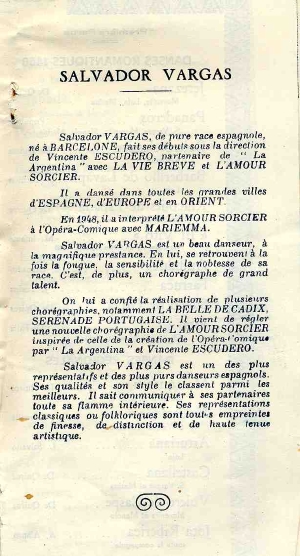 SALVADOR VARGAS
Salvador VARGAS, de pure race espagnole,
né à BARCELONE, fait ses débuts sous la direction
de Vincente ESCUDERO, partenaire de " La
Argentina " avec LA VIE BREVE et L'AMOUR
SORCIER.
Il a dansé dans toutes les grandes villes
d'ESPAGNE, d'EUROPE et en ORIENT.
En 1948, il a interprété L'AMOUR SORCIER
à l'Opéra-Comique avec MARIEMMA.
Salvador VARGAS est un beau danseur, à
la magnifique prestance. En lui, se retrouvent à la
fois la fougue, la sensibilité et la noblesse de sa
race. C'est, de plus, un chorégraphe de grand
talent.
On lui a confié la réalisation de plusieurs
chorégraphies, notamment LA BELLE DE CADIX,
SERENADE PORTUGAISE. Il vient de régler
une nouvelle chorégraphie de L'AMOUR SORCIER
inspirée de celle de la création de l'Opéra-Comique
par " La Argentina " et Vincente ESCUDERO.
Salvador VARGAS est un des plus
représentatifs et des plus purs danseurs espagnols.
Ses qualités et son style le classent parmi les
meilleurs. Il sait communiquer à ses partenaires
toute sa flamme intérieure. Ses représentations
classiques ou folkloriques sont toutes empreintes
de finesse, de distinction et de haute tenue
artistique.